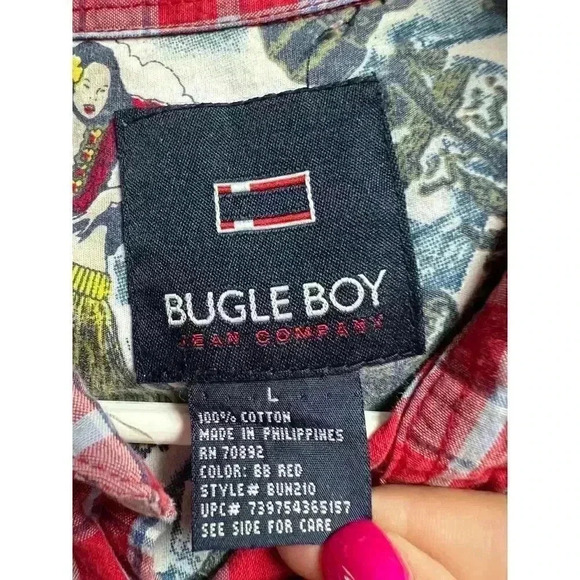 BUGLE BOY
JEAN COMPANY
L
100% COTTON
MADE IN PHILIPPINES
RN 70892
COLOR: BB RED
STYLE# BUN210
UPC# 739754365157
SEE SIDE FOR CARE